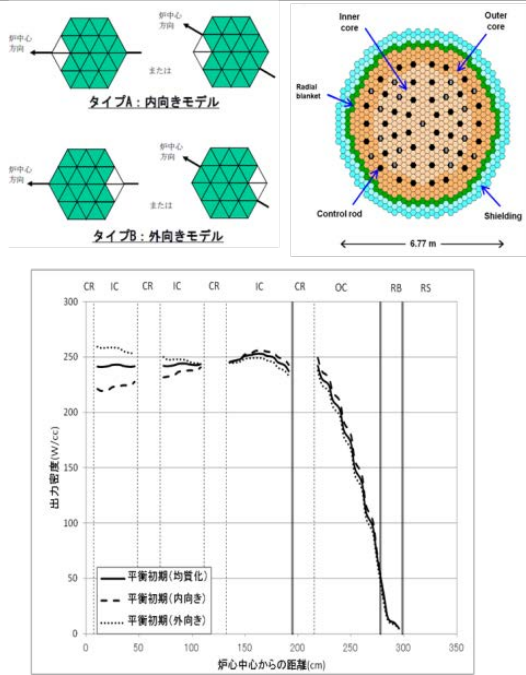 炉中心
方向
または
炉中心
方向
タイプA：内向きモデル
炉中心
方向
または
炉中心
方向
タイプB：外向きモデル
Inner
core
Outer
core
Radial
blanket
Control rod
Shielding
6.77 m
CR IC CR IC CR IC CR OC RB RS
300
250
200
150
100
50
0
出力密度(W/cc)
平衡初期(均質化)
平衡初期(内向き)
平衡初期(外向き)
0 50 100 150 200 250 300 350
炉心中心からの距離(cm)